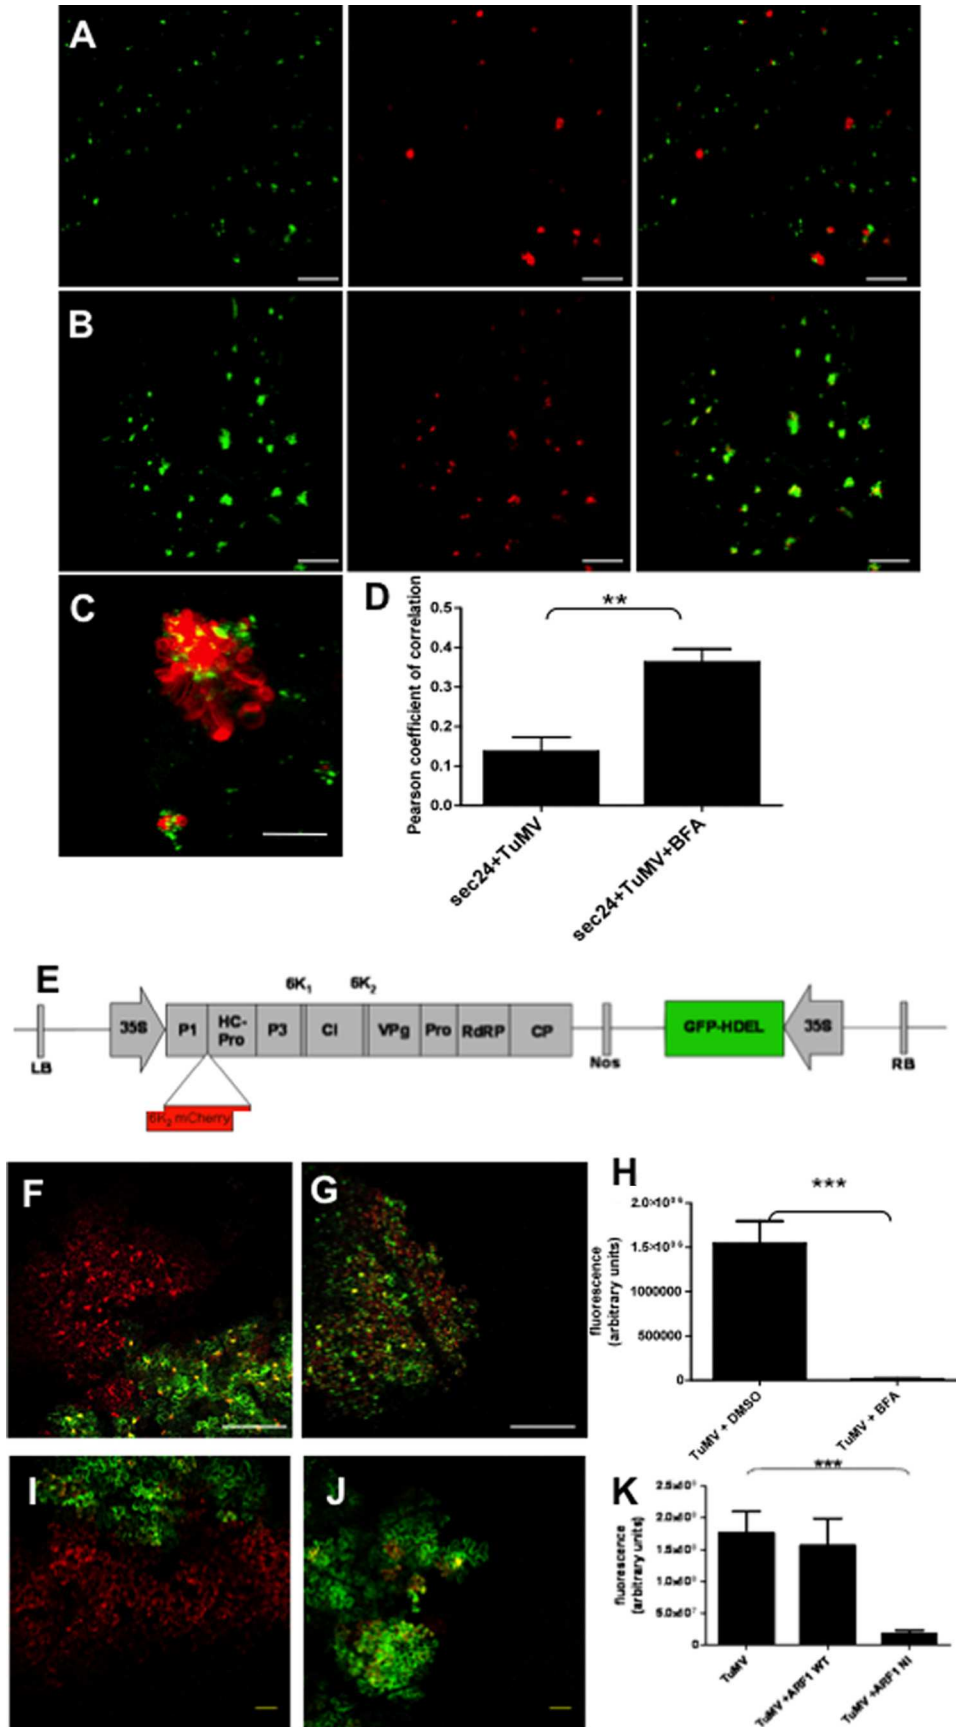 A
B
C
D
Pearson coefficient of correlation
0.5
0.4
0.3
0.2
0.1
0.0
**
sec24+TuMV
sec24+TuMV+BFA
E
6K1
6K2
35S
P1
HC-
Pro
P3
CI
VPg
Pro
RdRP
CP
GFP-HDEL
35S
LB
Nos
RB
6K2 mCherry
F
G
H
fluorescence
(arbitrary units)
1000000
500000
0
***
TuMV + DMSO
TuMV + BFA
I
J
K
fluorescence
(arbitrary units)
0
***
TuMV
TuMV+ARF1 WT
TuMV+ARF1 NI